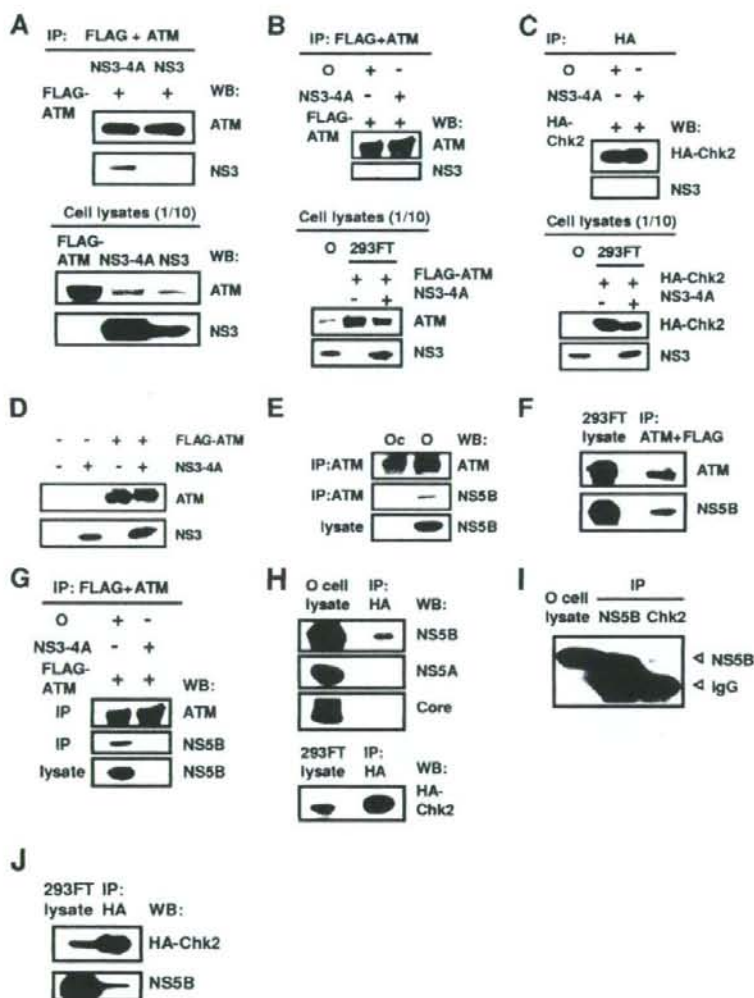 A
IP: FLAG + ATM
NS3-4A NS3
FLAG-ATM + + WB:
ATM
NS3
Cell lysates (1/10)
FLAG-ATM NS3-4A NS3 WB:
ATM
NS3
B
IP: FLAG+ATM
O + -
NS3-4A - +
FLAG-ATM + + WB:
ATM
NS3
Cell lysates (1/10)
O 293FT
+ + FLAG-ATM
- + NS3-4A
ATM
NS3
C
IP: HA
O + -
NS3-4A - +
HA-Chk2 + + WB:
HA-Chk2
NS3
Cell lysates (1/10)
O 293FT
+ + HA-Chk2
- + NS3-4A
HA-Chk2
NS3
D
- - + + FLAG-ATM
- + - + NS3-4A
ATM
NS3
E
Oc O WB:
IP:ATM ATM
IP:ATM NS5B
lysate NS5B
F
293FT IP:
lysate ATM+FLAG
ATM
NS5B
G
IP: FLAG+ATM
O + -
NS3-4A - +
FLAG-ATM + + WB:
IP ATM
IP NS5B
lysate NS5B
H
O cell IP:
lysate HA WB:
NS5B
NS5A
Core
293FT IP:
lysate HA WB:
HA-Chk2
I
O cell IP
lysate NS5B Chk2
NS5B
IgG
J
293FT IP:
lysate HA WB:
HA-Chk2
NS5B